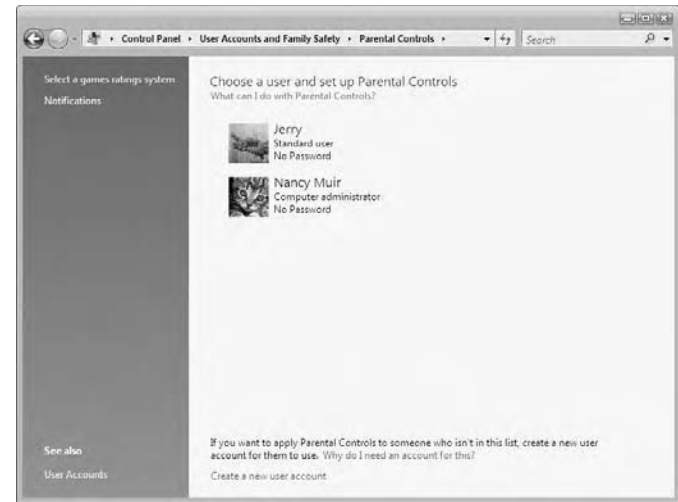 Control Panel ▸ User Accounts and Family Safety ▸ Parental Controls ▸ Search
Select a games ratings system
Notifications
Choose a user and set up Parental Controls
What can I do with Parental Controls?
Jerry
Standard user
No Password
Nancy Muir
Computer administrator
No Password
If you want to apply Parental Controls to someone who isn't in this list, create a new user
account for them to use. Why do I need an account for this?
Create a new user account
See also
User Accounts